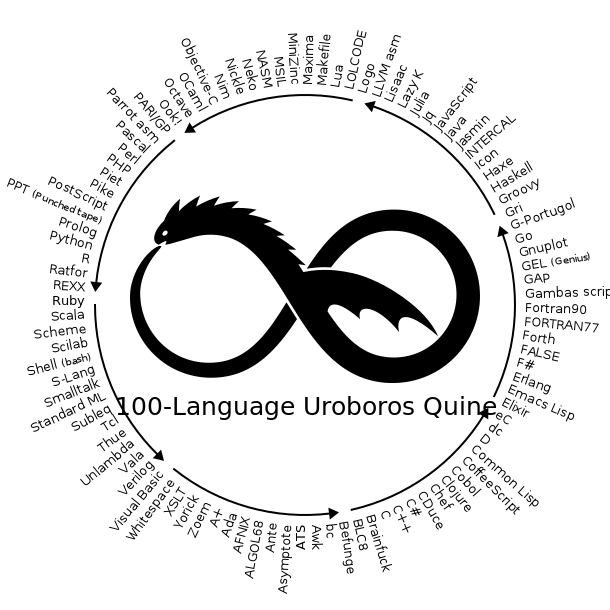 Ruby
Scala
Scheme
Scilab
Shell (bash)
S-Lang
Smalltalk
Standard ML
Subleq
Tcl
Thue
Unlambda
Vala
Verilog
Visual Basic
Whitespace
XSLT
Yorick
Zoem
A+
Ada
AFNIX
ALGOL68
Ante
Asymptote
ATS
Awk
bc
Befunge
BLC8
Brainfuck
C
C++
C#
CDuce
Chef
Clojure
Cobol
CoffeeScript
Common Lisp
D
dc
eC
Elixir
Emacs Lisp
Erlang
F#
FALSE
Forth
FORTRAN77
Fortran90
Gambas scrip
GAP
GEL (Genius)
Gnuplot
Go
G-Portugol
Gri
Groovy
Haskell
Haxe
Icon
INTERCAL
Jasmin
Java
JavaScript
Jq
Julia
Lazy K
Lisaac
LLVM asm
Logo
LOLCODE
Lua
Makefile
Maxima
MiniZinc
MSIL
NASM
Neko
Nickle
Nim
Objective-C
OCaml
Octave
Ook!
PARI/GP
Parrot asm
Pascal
Perl
PHP
Piet
Pike
PostScript
PPT (Punched tape)
Prolog
Python
R
Ratfor
REXX
100-Language Uroboros Quine